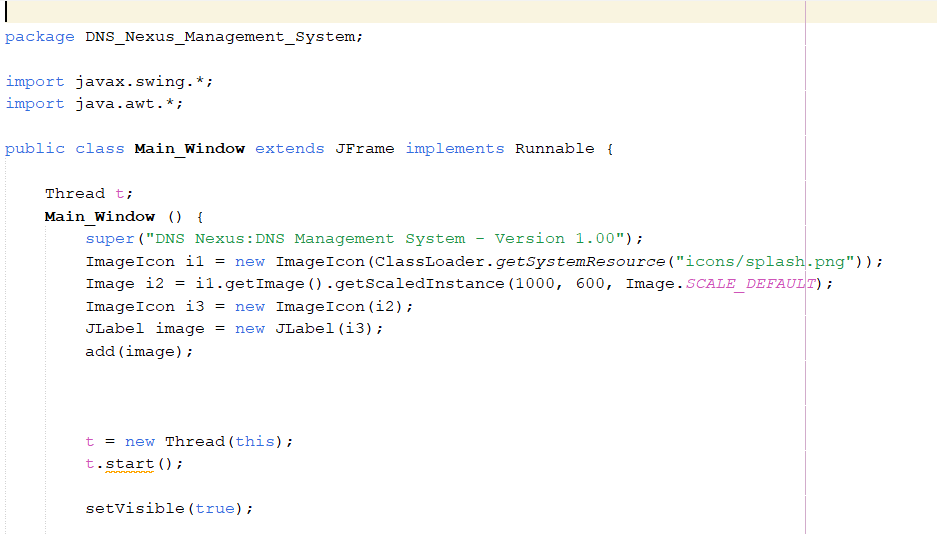 package DNS_Nexus_Management_System;
import javax.swing.*;
import java.awt.*;
public class Main_Window extends JFrame implements Runnable {
Thread t;
Main_Window () {
super("DNS Nexus:DNS Management System - Version 1.00");
ImageIcon i1 = new ImageIcon(ClassLoader.getSystemResource("icons/splash.png"));
Image i2 = i1.getImage().getScaledInstance(1000, 600, Image.SCALE_DEFAULT);
ImageIcon i3 = new ImageIcon(i2);
JLabel image = new JLabel(i3);
add(image);
t = new Thread(this);
t.start();
setVisible(true);